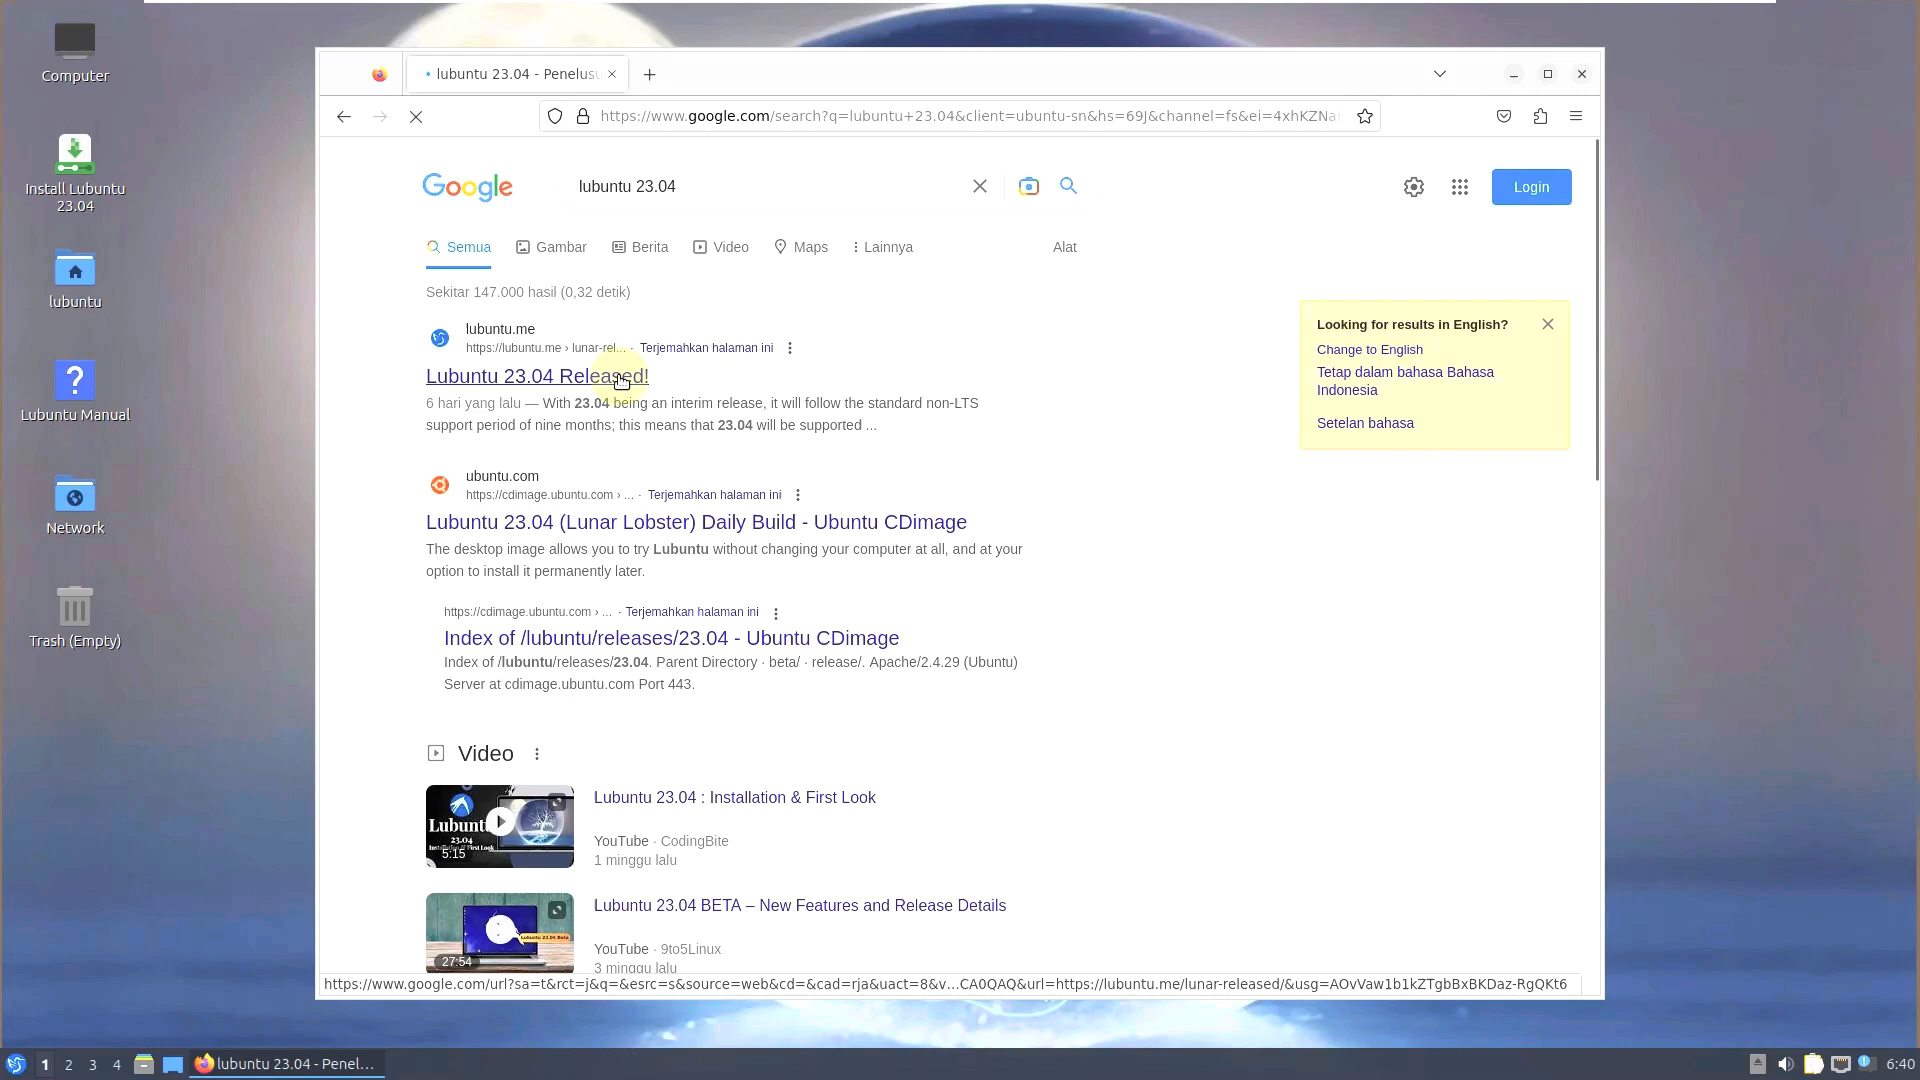 Computer
Install Lubuntu
23.04
lubuntu
Lubuntu Manual
Network
Trash (Empty)
lubuntu 23.04 - Penelus
https://www.google.com/search?q=lubuntu+23.04&client=ubuntu-sn&hs=69J&channel=fs&ei=4xhKZNa
Google
lubuntu 23.04
Login
Semua
Gambar
Berita
Video
Maps
Lainnya
Alat
Sekitar 147.000 hasil (0,32 detik)
lubuntu.me
https://lubuntu.me › lunar-rel... · Terjemahkan halaman ini
Lubuntu 23.04 Released!
6 hari yang lalu — With 23.04 being an interim release, it will follow the standard non-LTS
support period of nine months; this means that 23.04 will be supported ...
Looking for results in English?
Change to English
Tetap dalam bahasa Bahasa
Indonesia
Setelan bahasa
ubuntu.com
https://cdimage.ubuntu.com › ... · Terjemahkan halaman ini
Lubuntu 23.04 (Lunar Lobster) Daily Build - Ubuntu CDimage
The desktop image allows you to try Lubuntu without changing your computer at all, and at your
option to install it permanently later.
https://cdimage.ubuntu.com › ... · Terjemahkan halaman ini
Index of /lubuntu/releases/23.04 - Ubuntu CDimage
Index of /lubuntu/releases/23.04. Parent Directory · beta/ · release/. Apache/2.4.29 (Ubuntu)
Server at cdimage.ubuntu.com Port 443.
Video
Lubunt
23.04
Installation & First Look
5:15
Lubuntu 23.04 : Installation & First Look
YouTube · CodingBite
1 minggu lalu
Lubuntu 23.04 Beta
27:54
Lubuntu 23.04 BETA – New Features and Release Details
YouTube · 9to5Linux
3 minggu lalu
https://www.google.com/url?sa=t&rct=j&q=&esrc=s&source=web&cd=&cad=rja&uact=8&v...CA0QAQ&url=https://lubuntu.me/lunar-released/&usg=AOvVaw1b1kZTgbBxBKDaz-RgQKt6
1
2
3
4
lubuntu 23.04 - Penel...
6:40